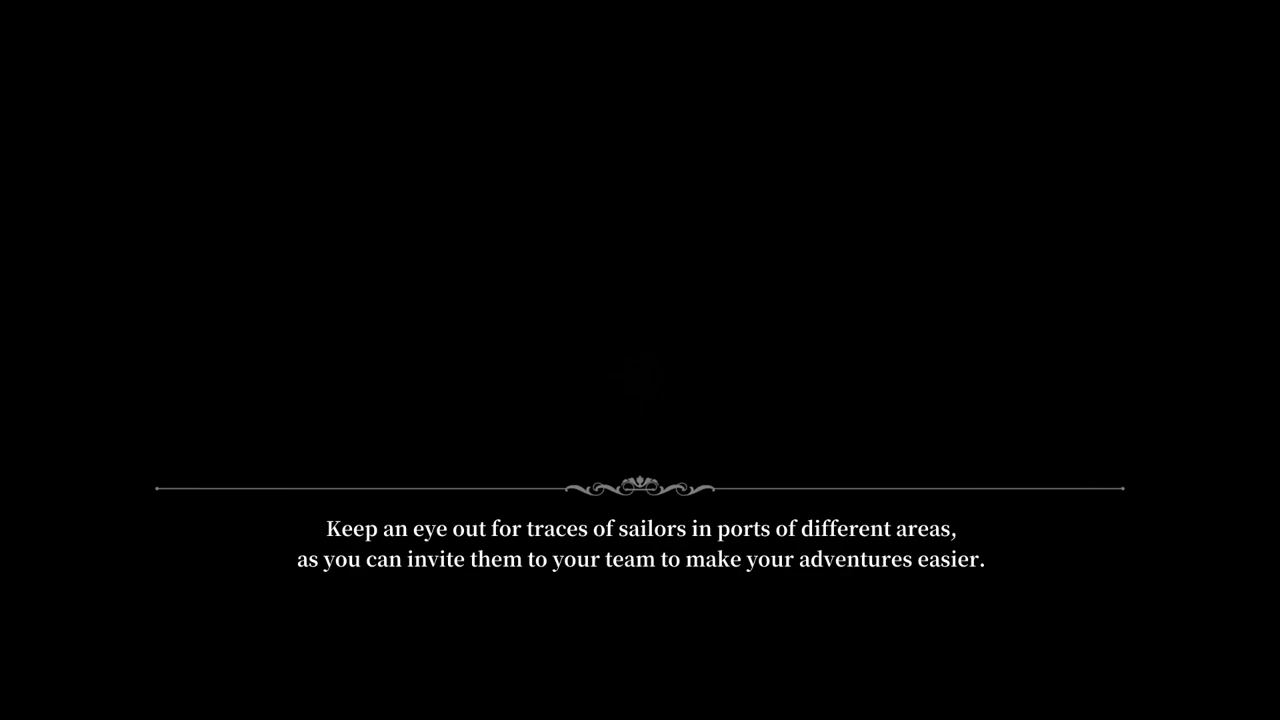 Keep an eye out for traces of sailors in ports of different areas,
as you can invite them to your team to make your adventures easier.